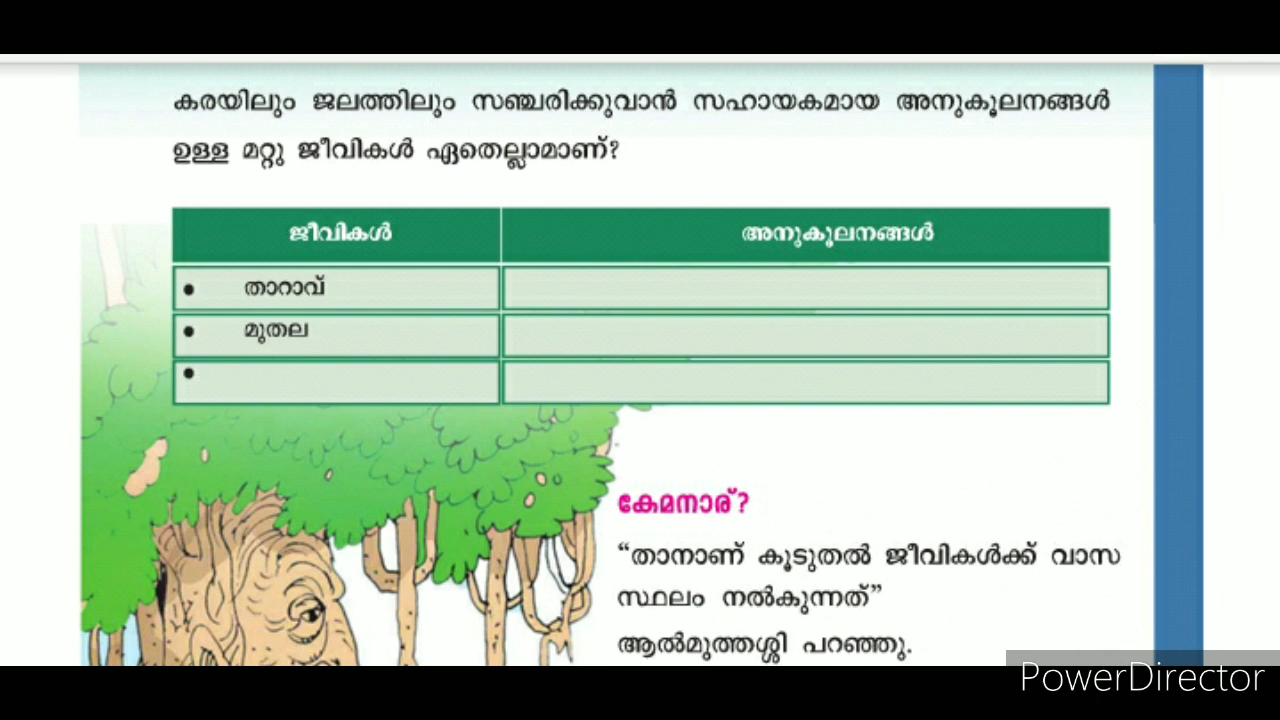 കരയിലും ജലത്തിലും സഞ്ചരിക്കുവാൻ സഹായകമായ അനുകൂലനങ്ങൾ
ഉള്ള മറ്റു ജീവികൾ ഏതെല്ലാമാണ്?
ജീവികൾ അനുകൂലനങ്ങൾ
• താറാവ്
• മുതല
•
കേമനാര്?
“താനാണ് കൂടുതൽ ജീവികൾക്ക് വാസ
സ്ഥലം നൽകുന്നത്”
ആൽമുത്തശ്ശി പറഞ്ഞു.
PowerDirector